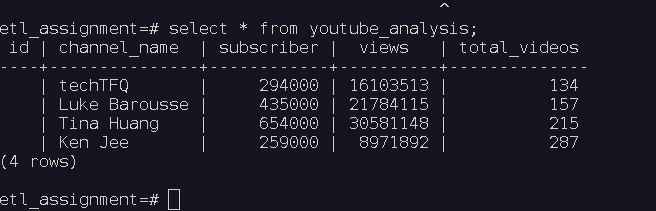 ^
etl_assignment=# select * from youtube_analysis;
 id | channel_name  | subscriber |  views   | total_videos
----+---------------+------------+----------+--------------
    | techTFQ       |     294000 | 16103513 |          134
    | Luke Barousse |     435000 | 21784115 |          157
    | Tina Huang    |     654000 | 30581148 |          215
    | Ken Jee       |     259000 |  8971892 |          287
(4 rows)
etl_assignment=#